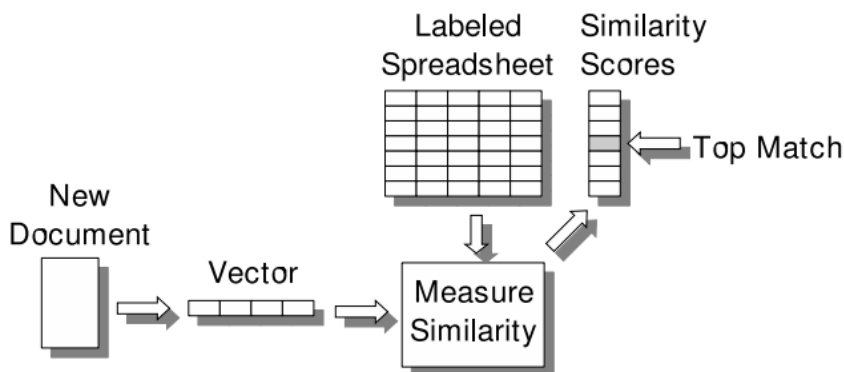 Labeled
Spreadsheet
Similarity
Scores
Top Match
New
Document
Vector
Measure
Similarity